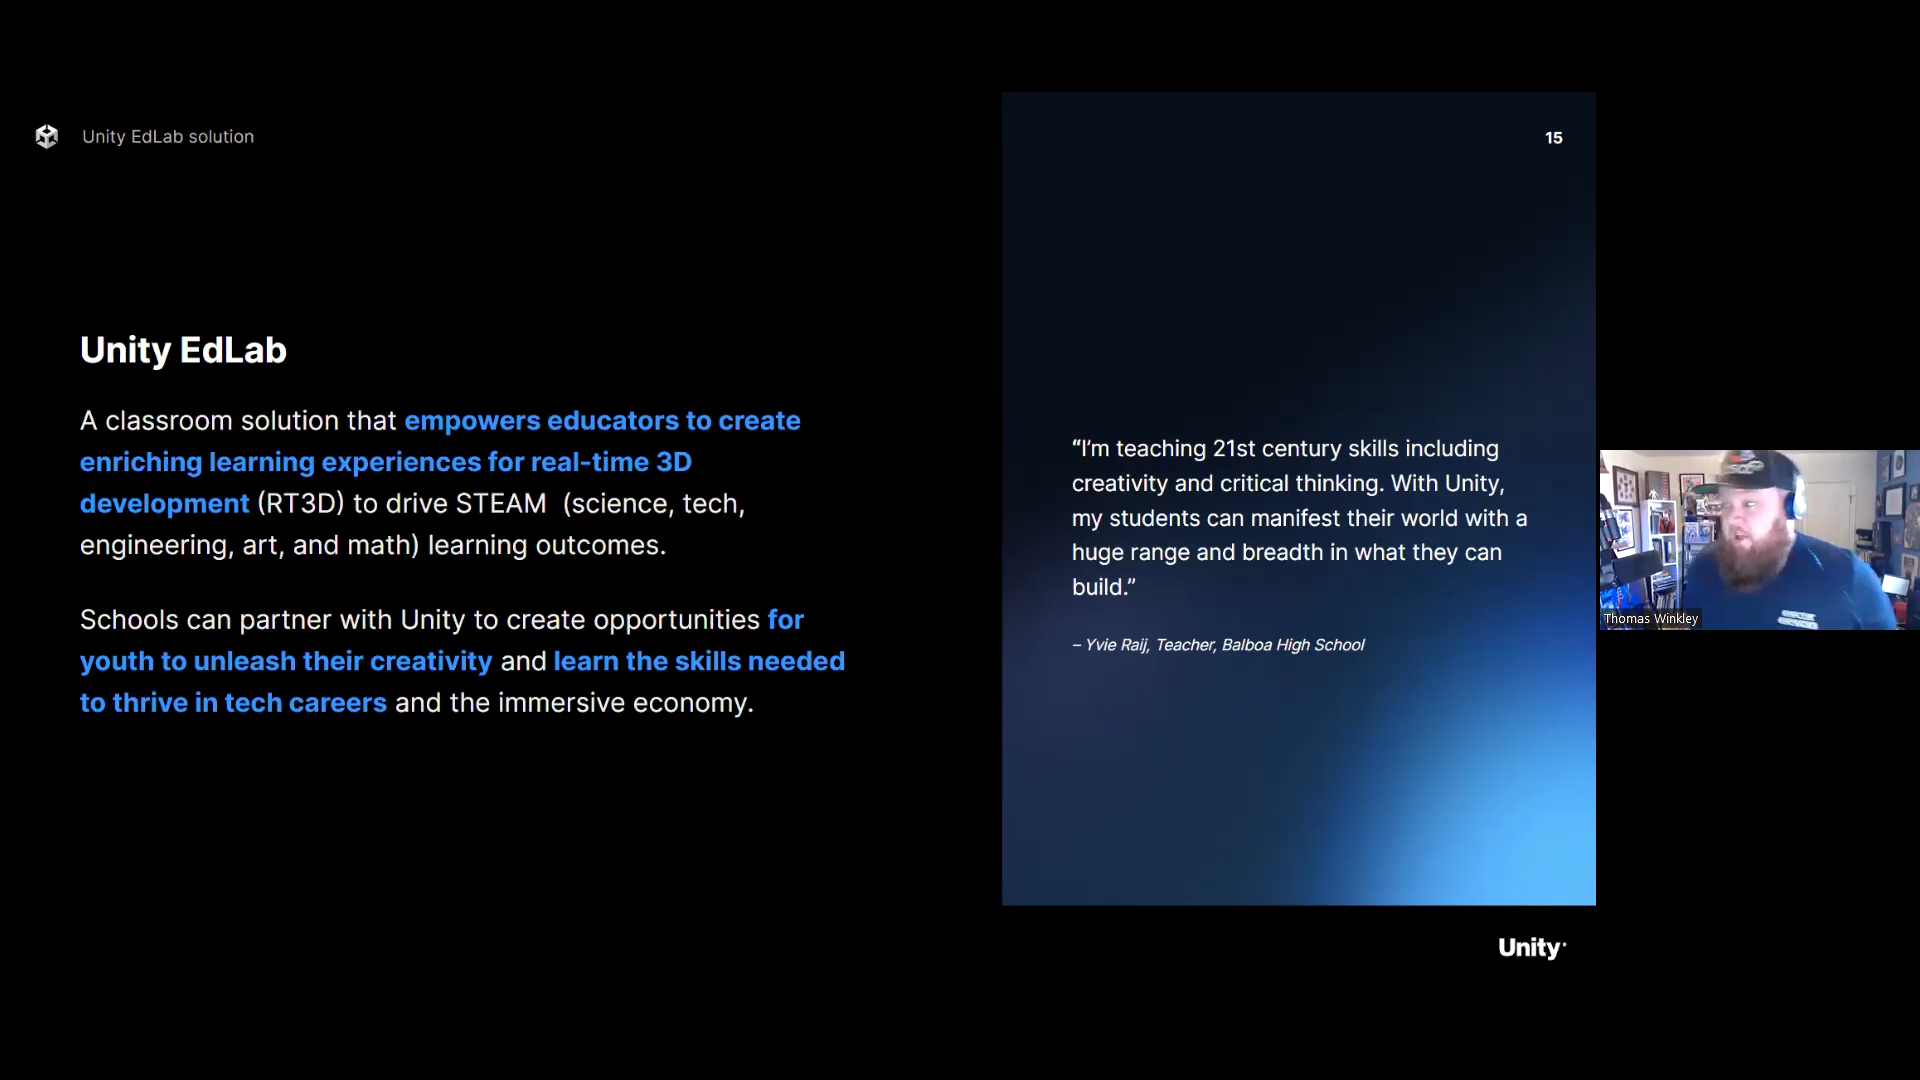 Unity EdLab solution
15
Unity EdLab
A classroom solution that empowers educators to create
enriching learning experiences for real-time 3D
development (RT3D) to drive STEAM (science, tech,
engineering, art, and math) learning outcomes.
Schools can partner with Unity to create opportunities for
youth to unleash their creativity and learn the skills needed
to thrive in tech careers and the immersive economy.
“I’m teaching 21st century skills including
creativity and critical thinking. With Unity,
my students can manifest their world with a
huge range and breadth in what they can
build.”
– Yvie Raij, Teacher, Balboa High School
Thomas Winkley
Unity